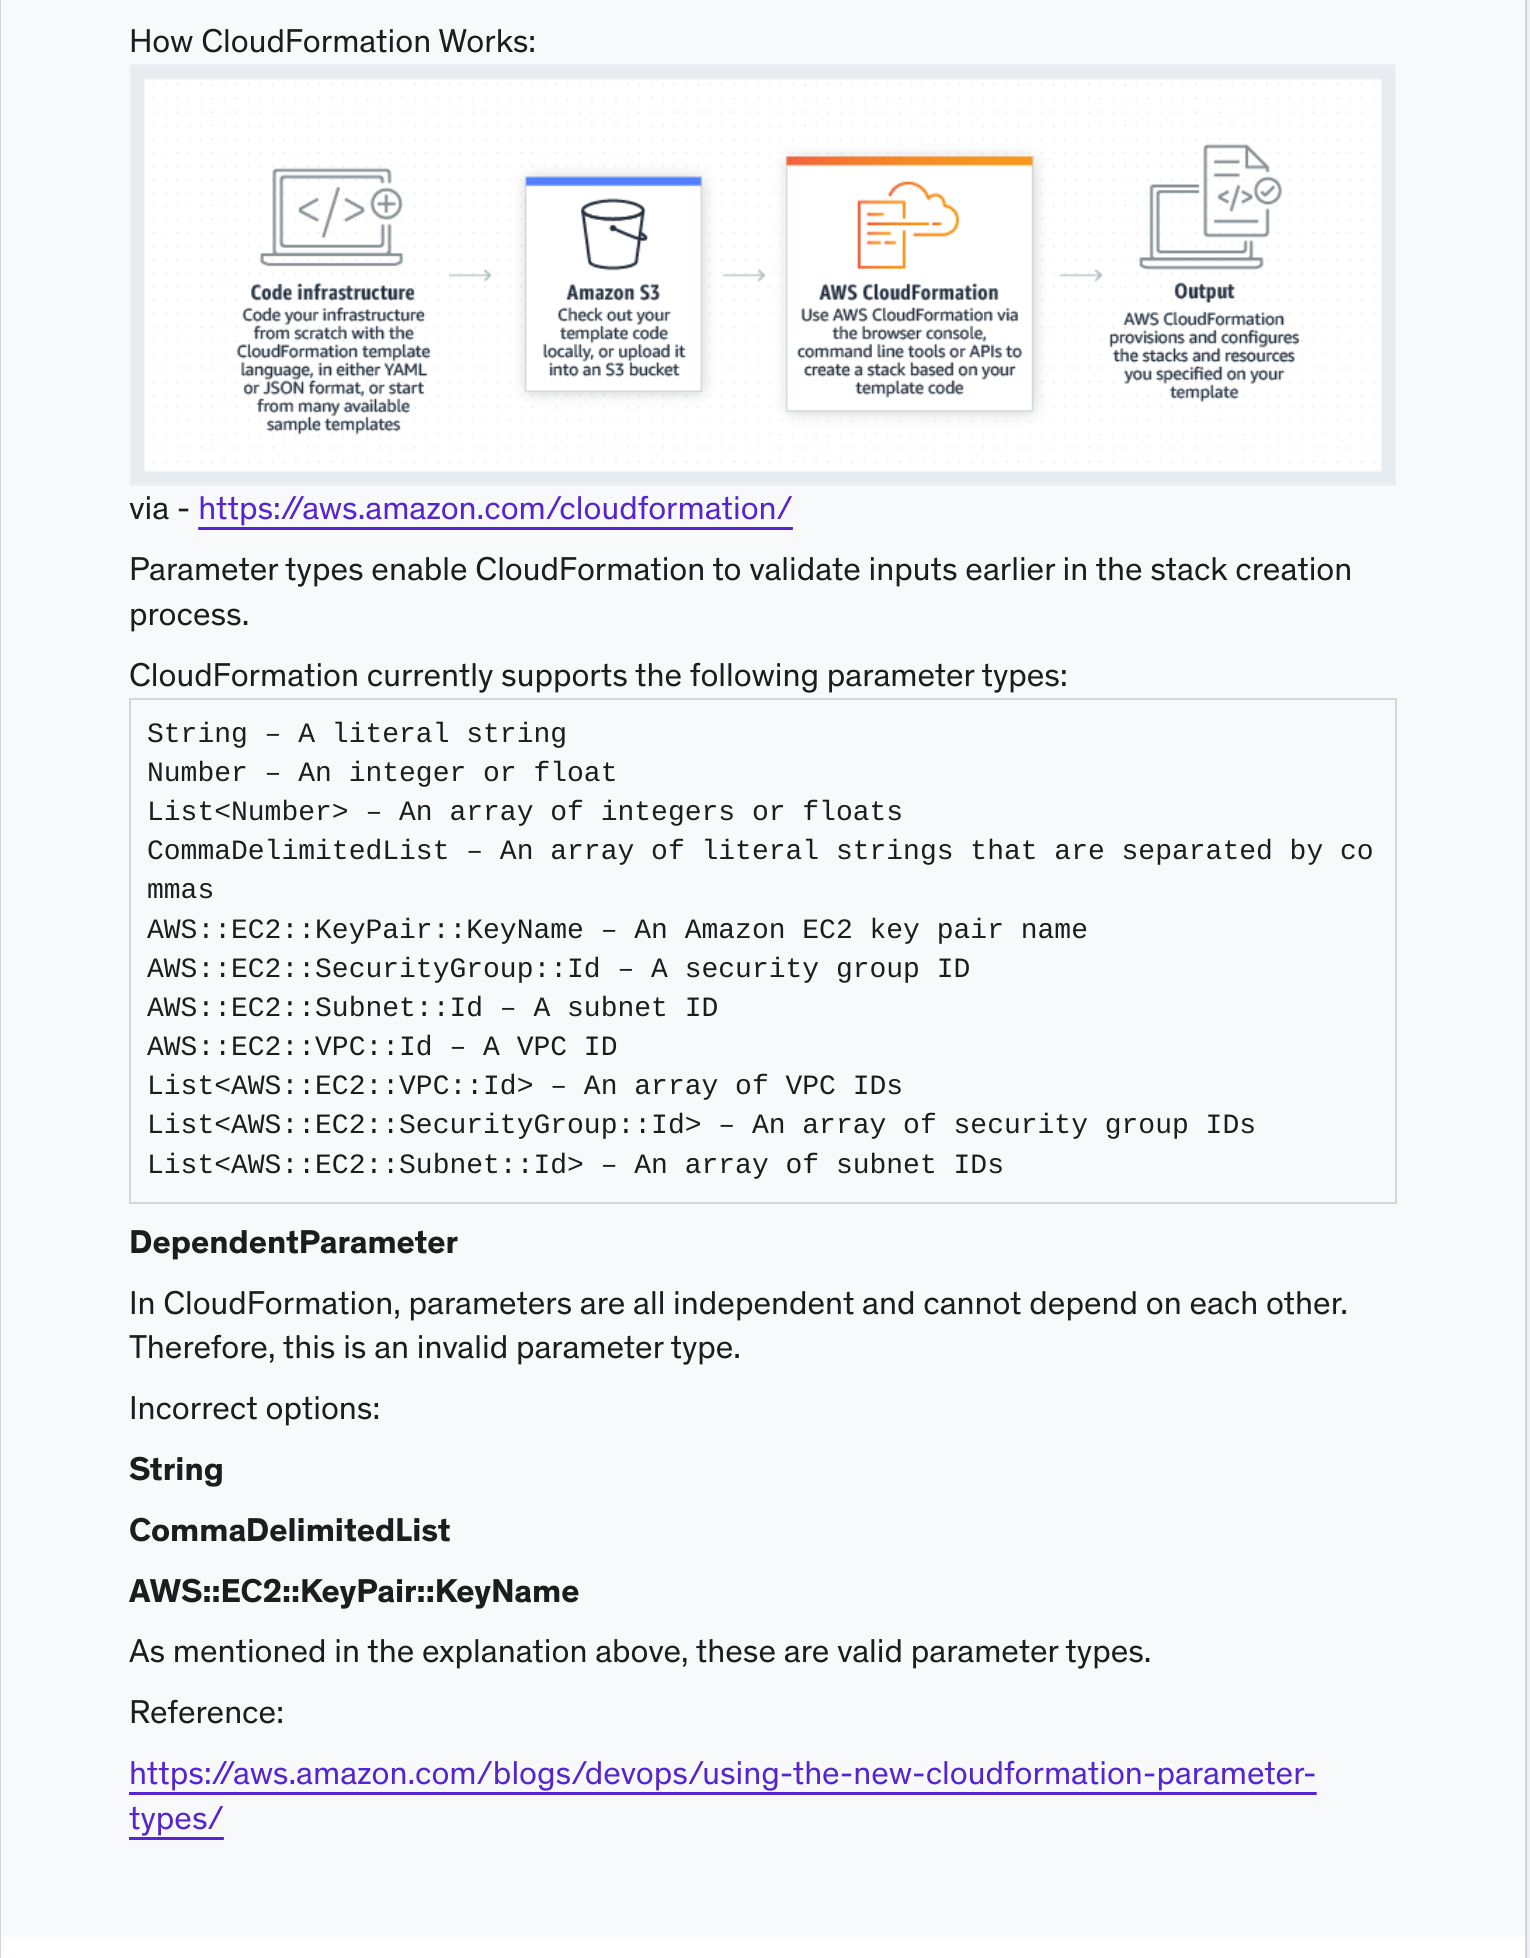 How CloudFormation Works:
</>
Code infrastructure
Code your infrastructure
from scratch with the
CloudFormation template
language, in either YAML
or JSON format, or start
from many available
sample templates
Amazon S3
Check out your
template code
locally, or upload it
into an S3 bucket
AWS CloudFormation
Use AWS CloudFormation via
the browser console,
command line tools or APIs to
create a stack based on your
template code
</>
Output
AWS CloudFormation
provisions and configures
the stacks and resources
you specified on your
template
via - https://aws.amazon.com/cloudformation/
Parameter types enable CloudFormation to validate inputs earlier in the stack creation
process.
CloudFormation currently supports the following parameter types:
String – A literal string
Number – An integer or float
List<Number> – An array of integers or floats
CommaDelimitedList – An array of literal strings that are separated by co
mmas
AWS::EC2::KeyPair::KeyName – An Amazon EC2 key pair name
AWS::EC2::SecurityGroup::Id – A security group ID
AWS::EC2::Subnet::Id – A subnet ID
AWS::EC2::VPC::Id – A VPC ID
List<AWS::EC2::VPC::Id> – An array of VPC IDs
List<AWS::EC2::SecurityGroup::Id> – An array of security group IDs
List<AWS::EC2::Subnet::Id> – An array of subnet IDs
DependentParameter
In CloudFormation, parameters are all independent and cannot depend on each other.
Therefore, this is an invalid parameter type.
Incorrect options:
String
CommaDelimitedList
AWS::EC2::KeyPair::KeyName
As mentioned in the explanation above, these are valid parameter types.
Reference:
https://aws.amazon.com/blogs/devops/using-the-new-cloudformation-parameter-
types/